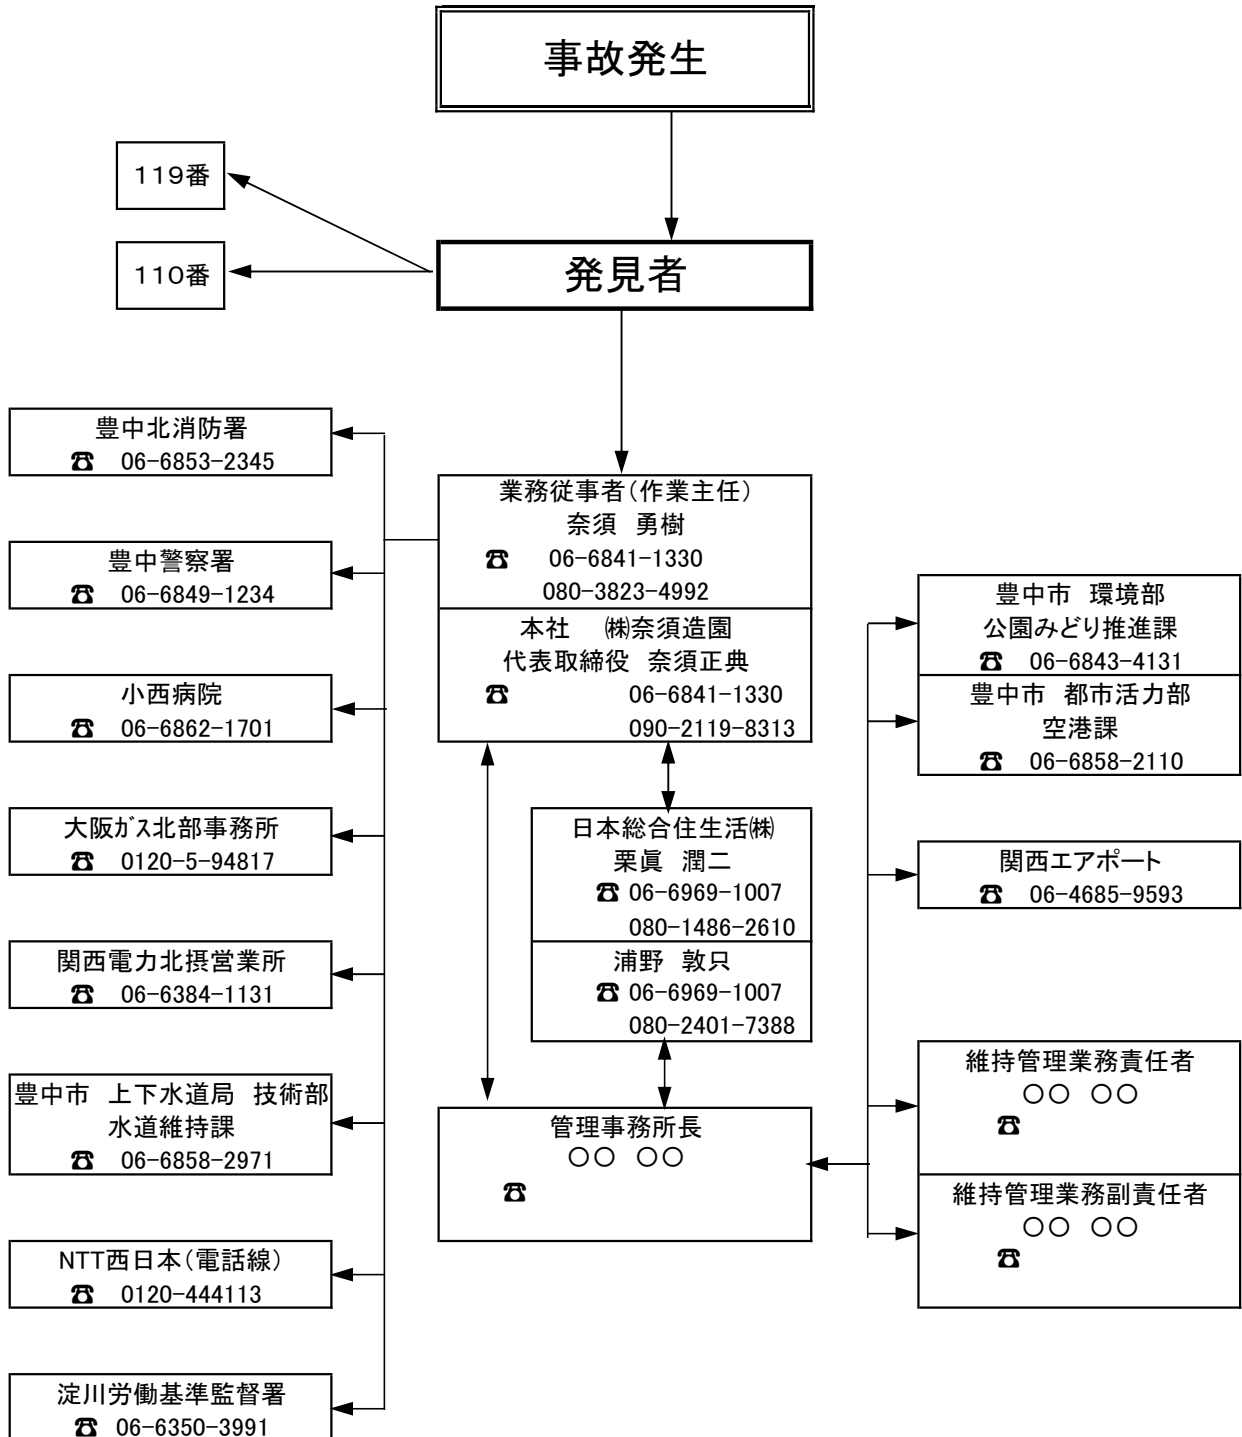 事故発生
119番
110番
発見者
豊中北消防署
☎ 06-6853-2345
豊中警察署
☎ 06-6849-1234
小西病院
☎ 06-6862-1701
大阪ガス北部事務所
☎ 0120-5-94817
関西電力北摂営業所
☎ 06-6384-1131
豊中市 上下水道局 技術部
水道維持課
☎ 06-6858-2971
NTT西日本(電話線)
☎ 0120-444113
淀川労働基準監督署
☎ 06-6350-3991
業務従事者(作業主任)
奈須 勇樹
☎ 06-6841-1330
080-3823-4992
本社 ㈱奈須造園
代表取締役 奈須正典
☎ 06-6841-1330
090-2119-8313
日本総合住生活㈱
栗眞 潤二
☎ 06-6969-1007
080-1486-2610
浦野 敦只
☎ 06-6969-1007
080-2401-7388
管理事務所長
○○ ○○
☎
豊中市 環境部
公園みどり推進課
☎ 06-6843-4131
豊中市 都市活力部
空港課
☎ 06-6858-2110
関西エアポート
☎ 06-4685-9593
維持管理業務責任者
○○ ○○
☎
維持管理業務副責任者
○○ ○○
☎